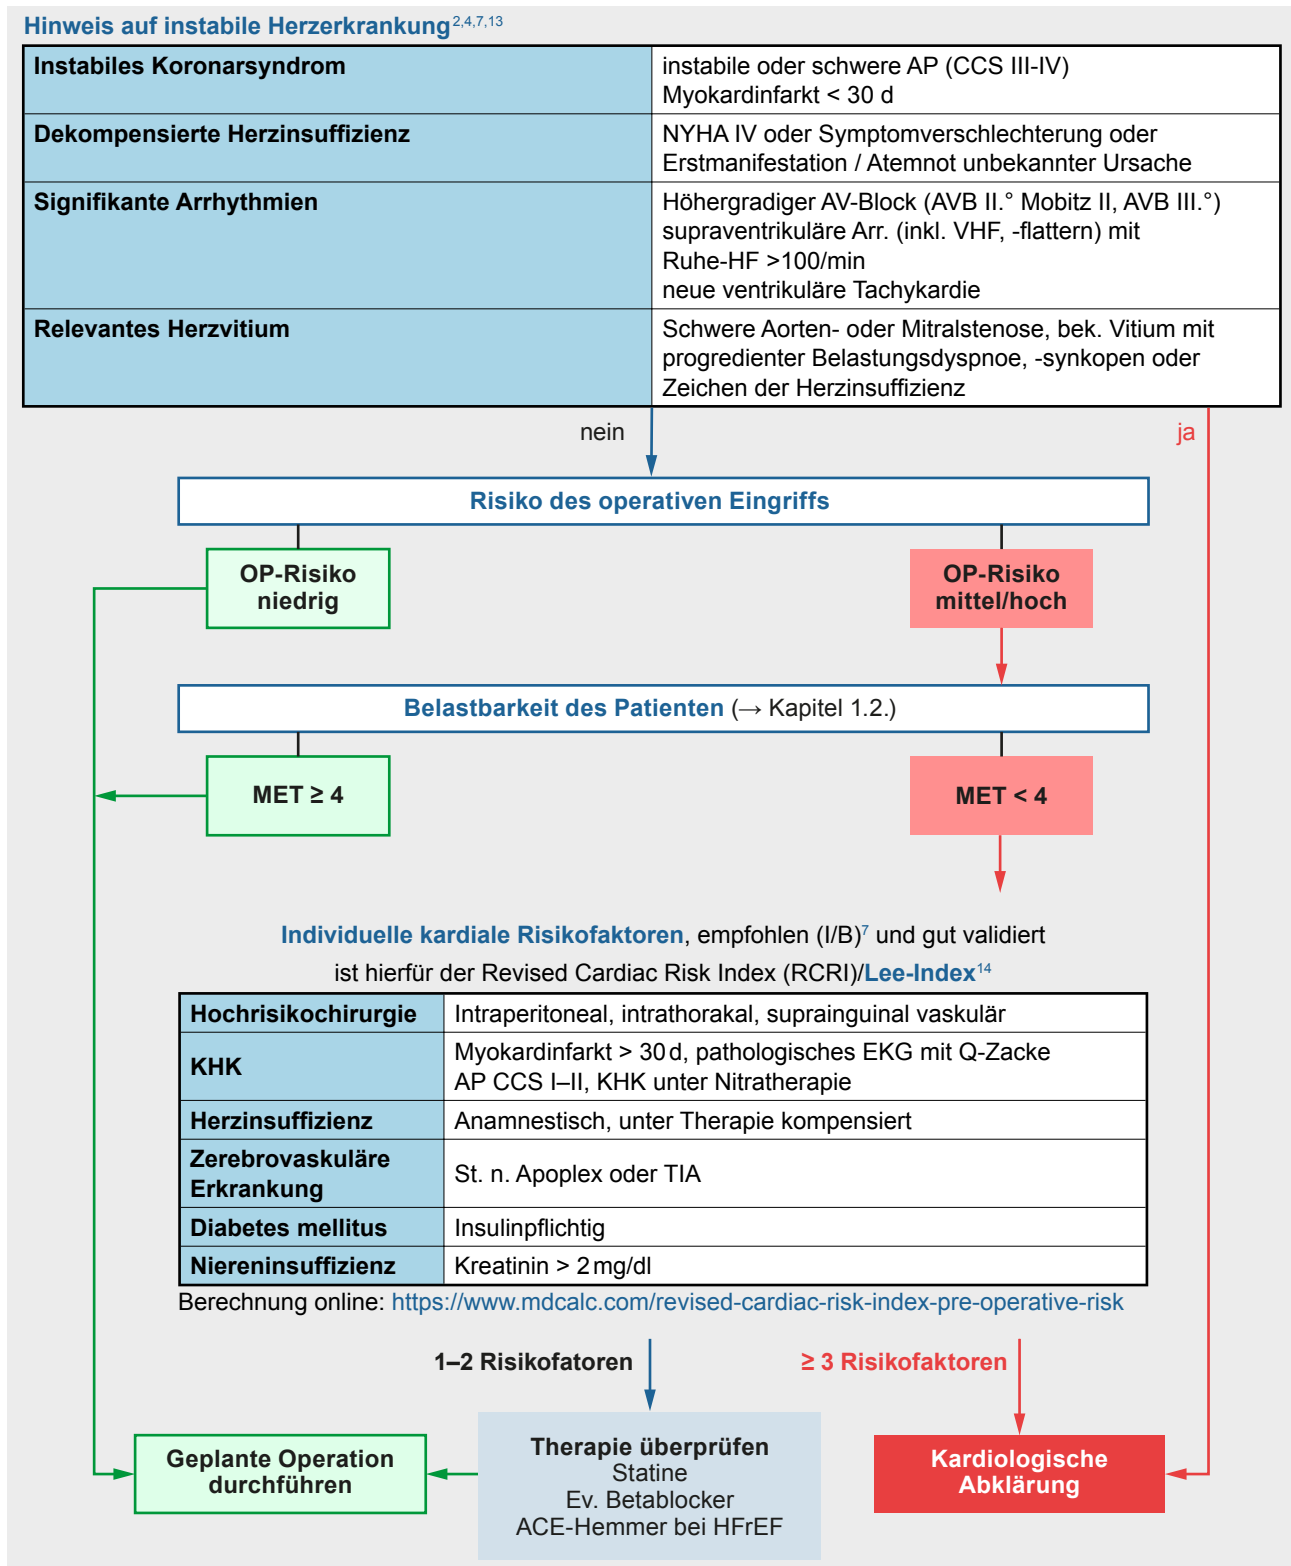 Hinweis auf instabile Herzerkrankung2,4,7,13
Instabiles Koronarsyndrom
instabile oder schwere AP (CCS III-IV)
Myokardinfarkt < 30 d
Dekompensierte Herzinsuffizienz
NYHA IV oder Symptomverschlechterung oder
Erstmanifestation / Atemnot unbekannter Ursache
Signifikante Arrhythmien
Höhergradiger AV-Block (AVB II.° Mobitz II, AVB III.°)
supraventrikuläre Arr. (inkl. VHF, -flattern) mit
Ruhe-HF >100/min
neue ventrikuläre Tachykardie
Relevantes Herzvitium
Schwere Aorten- oder Mitralstenose, bek. Vitium mit
progredienter Belastungsdyspnoe, -synkopen oder
Zeichen der Herzinsuffizienz
nein
ja
Risiko des operativen Eingriffs
OP-Risiko
niedrig
OP-Risiko
mittel/hoch
Belastbarkeit des Patienten (→ Kapitel 1.2.)
MET ≥ 4
MET < 4
Individuelle kardiale Risikofaktoren, empfohlen (I/B)7 und gut validiert
ist hierfür der Revised Cardiac Risk Index (RCRI)/Lee-Index14
Hochrisikochirurgie
Intraperitoneal, intrathorakal, suprainguinal vaskulär
KHK
Myokardinfarkt > 30 d, pathologisches EKG mit Q-Zacke
AP CCS I–II, KHK unter Nitratherapie
Herzinsuffizienz
Anamnestisch, unter Therapie kompensiert
Zerebrovaskuläre
Erkrankung
St. n. Apoplex oder TIA
Diabetes mellitus
Insulinpflichtig
Niereninsuffizienz
Kreatinin > 2 mg/dl
Berechnung online: https://www.mdcalc.com/revised-cardiac-risk-index-pre-operative-risk
1–2 Risikofatoren
≥ 3 Risikofaktoren
Geplante Operation
durchführen
Therapie überprüfen
Statine
Ev. Betablocker
ACE-Hemmer bei HFrEF
Kardiologische
Abklärung